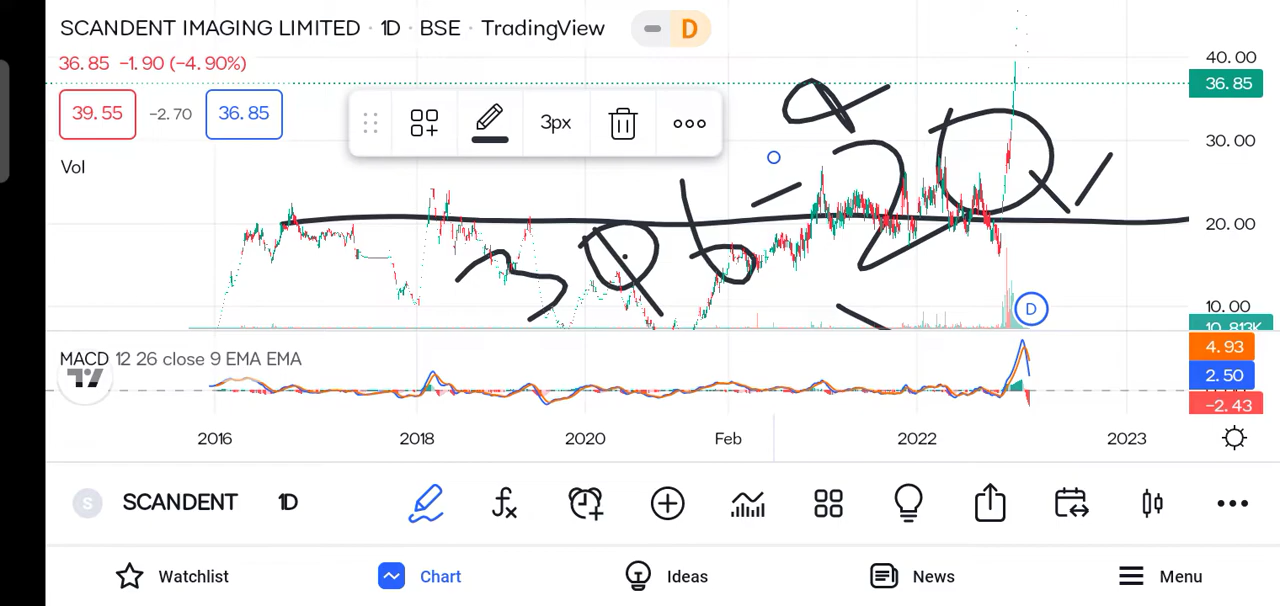 SCANDENT IMAGING LIMITED · 1D · BSE · TradingView D
36.85 −1.90 (−4.90%)
39.55 −2.70 36.85
3px
Vol
40.00
36.85
30.00
20.00
10.00
10.813K
D
MACD 12 26 close 9 EMA EMA
4.93
2.50
−2.43
2016 2018 2020 Feb 2022 2023
S SCANDENT 1D
Watchlist Chart Ideas News Menu